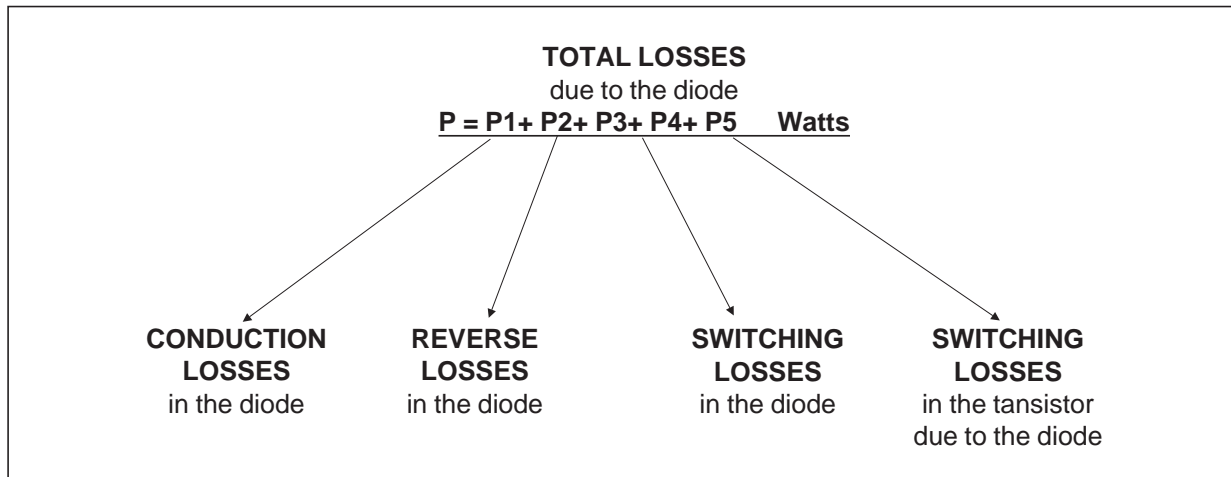 TOTAL LOSSES
due to the diode
P = P1+ P2+ P3+ P4+ P5 Watts
CONDUCTION
LOSSES
in the diode
REVERSE
LOSSES
in the diode
SWITCHING
LOSSES
in the diode
SWITCHING
LOSSES
in the tansistor
due to the diode